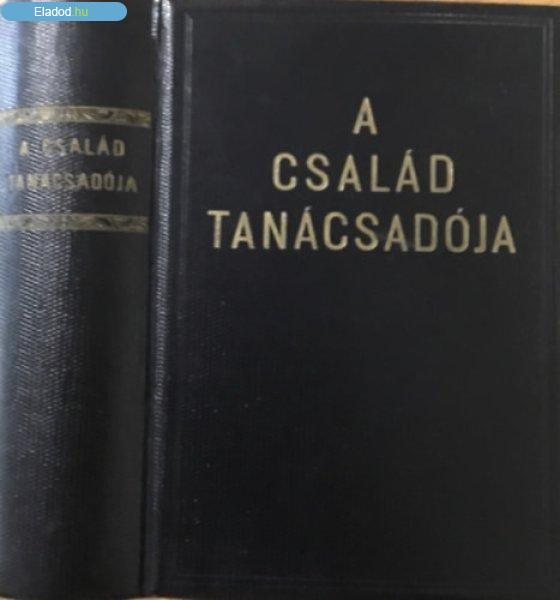 Eladod.hu
A CSALÁD
TANÁCSADÓJA
A
CSALÁD
TANÁCSADÓJA